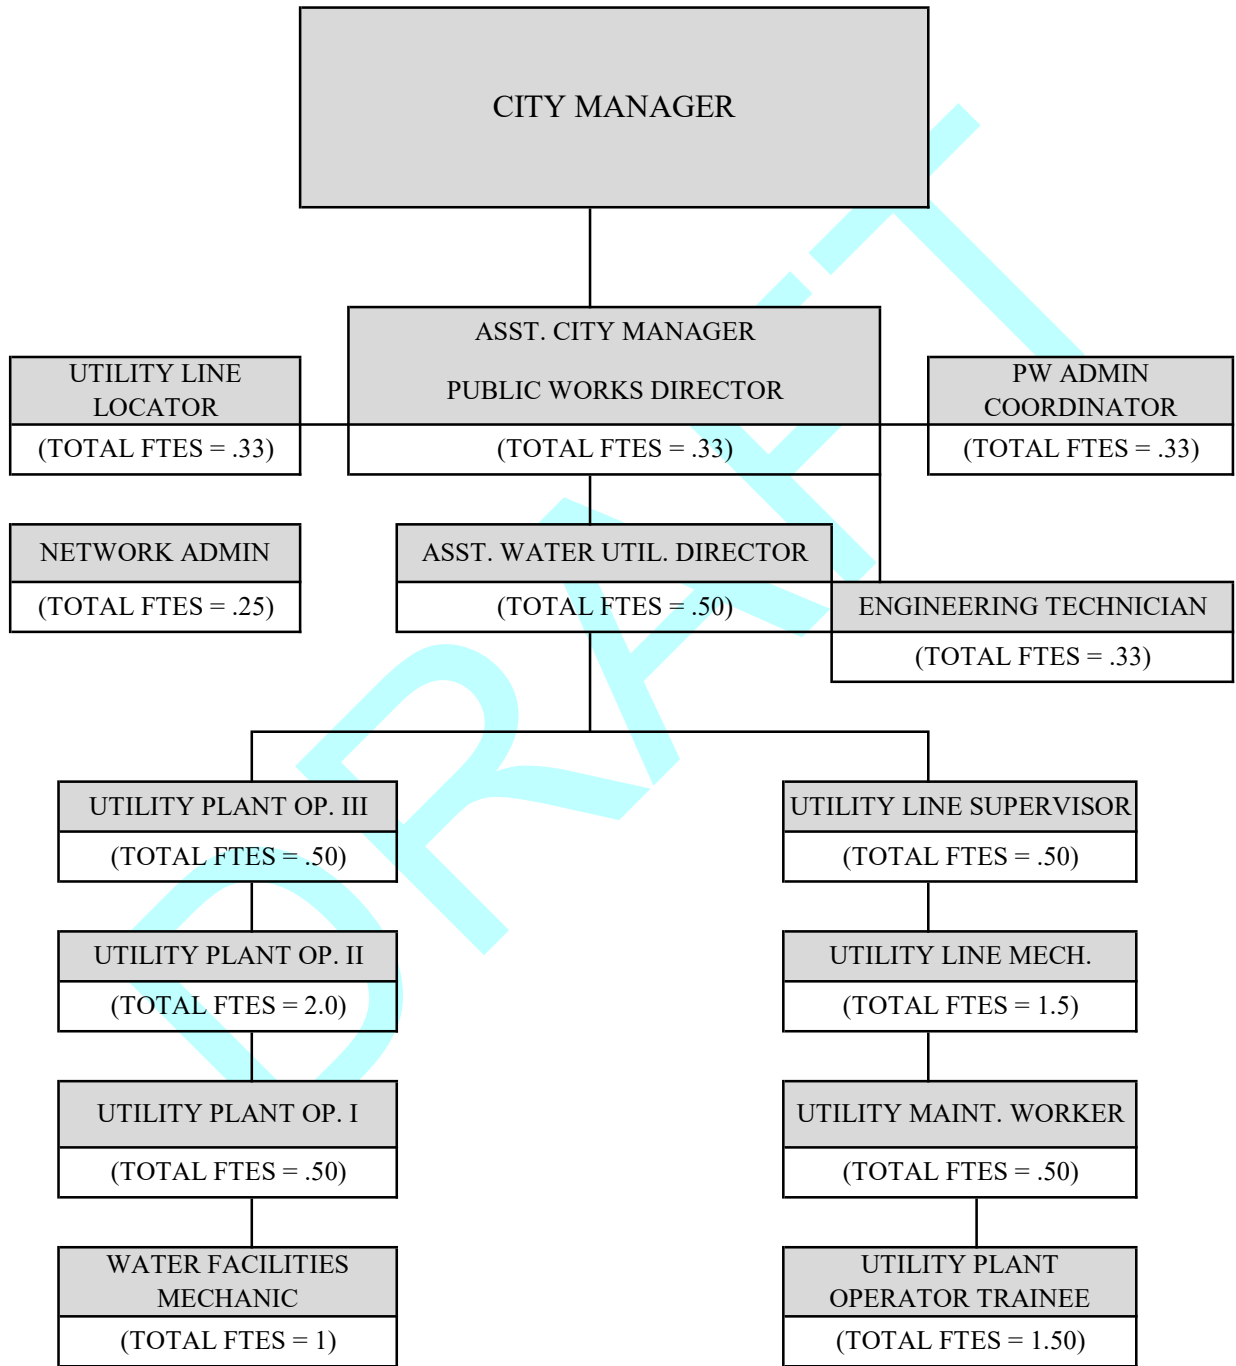 CITY MANAGER
ASST. CITY MANAGER
PUBLIC WORKS DIRECTOR
(TOTAL FTES = .33)
UTILITY LINE
LOCATOR
(TOTAL FTES = .33)
PW ADMIN
COORDINATOR
(TOTAL FTES = .33)
NETWORK ADMIN
(TOTAL FTES = .25)
ASST. WATER UTIL. DIRECTOR
(TOTAL FTES = .50)
ENGINEERING TECHNICIAN
(TOTAL FTES = .33)
UTILITY PLANT OP. III
(TOTAL FTES = .50)
UTILITY PLANT OP. II
(TOTAL FTES = 2.0)
UTILITY PLANT OP. I
(TOTAL FTES = .50)
WATER FACILITIES
MECHANIC
(TOTAL FTES = 1)
UTILITY LINE SUPERVISOR
(TOTAL FTES = .50)
UTILITY LINE MECH.
(TOTAL FTES = 1.5)
UTILITY MAINT. WORKER
(TOTAL FTES = .50)
UTILITY PLANT
OPERATOR TRAINEE
(TOTAL FTES = 1.50)
DRAFT